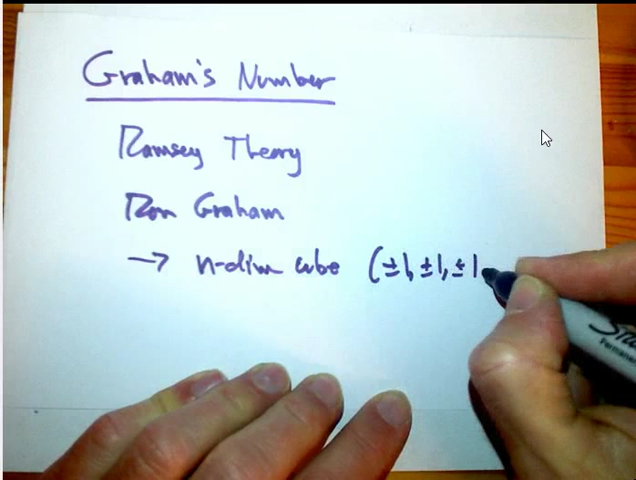 Graham's Number
Ramsey Theory
Ron Graham
→ n-dim cube (±1, ±1, ±1